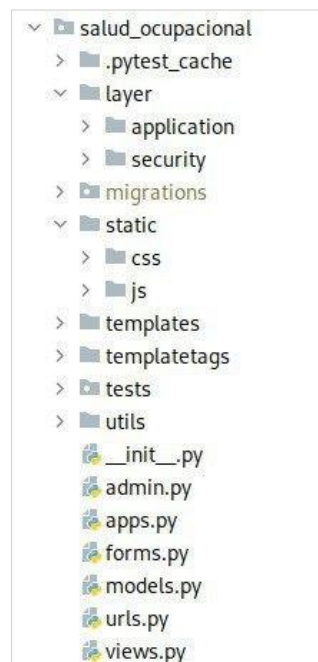 salud_ocupacional
.pytest_cache
layer
application
security
migrations
static
css
js
templates
templatetags
tests
utils
__init__.py
admin.py
apps.py
forms.py
models.py
urls.py
views.py